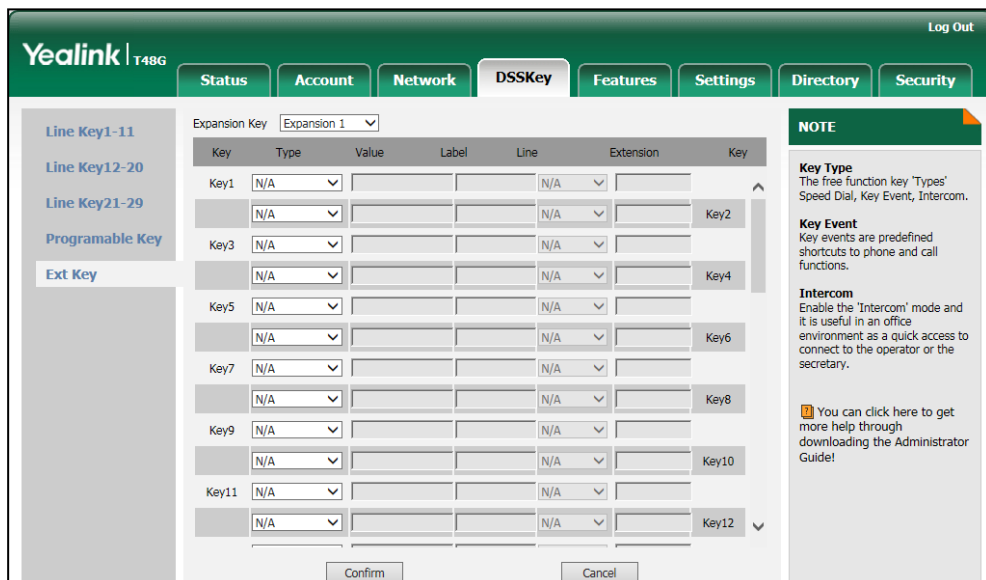 Log Out
Yealink | T48G
Status Account Network DSSKey Features Settings Directory Security
Line Key1-11
Line Key12-20
Line Key21-29
Programable Key
Ext Key
Expansion Key Expansion 1
Key Type Value Label Line Extension Key
Key1 N/A N/A
N/A N/A Key2
Key3 N/A N/A
N/A N/A Key4
Key5 N/A N/A
N/A N/A Key6
Key7 N/A N/A
N/A N/A Key8
Key9 N/A N/A
N/A N/A Key10
Key11 N/A N/A
N/A N/A Key12
Confirm Cancel
NOTE
Key Type
The free function key 'Types'
Speed Dial, Key Event, Intercom.
Key Event
Key events are predefined
shortcuts to phone and call
functions.
Intercom
Enable the 'Intercom' mode and
it is useful in an office
environment as a quick access to
connect to the operator or the
secretary.
? You can click here to get
more help through
downloading the Administrator
Guide!